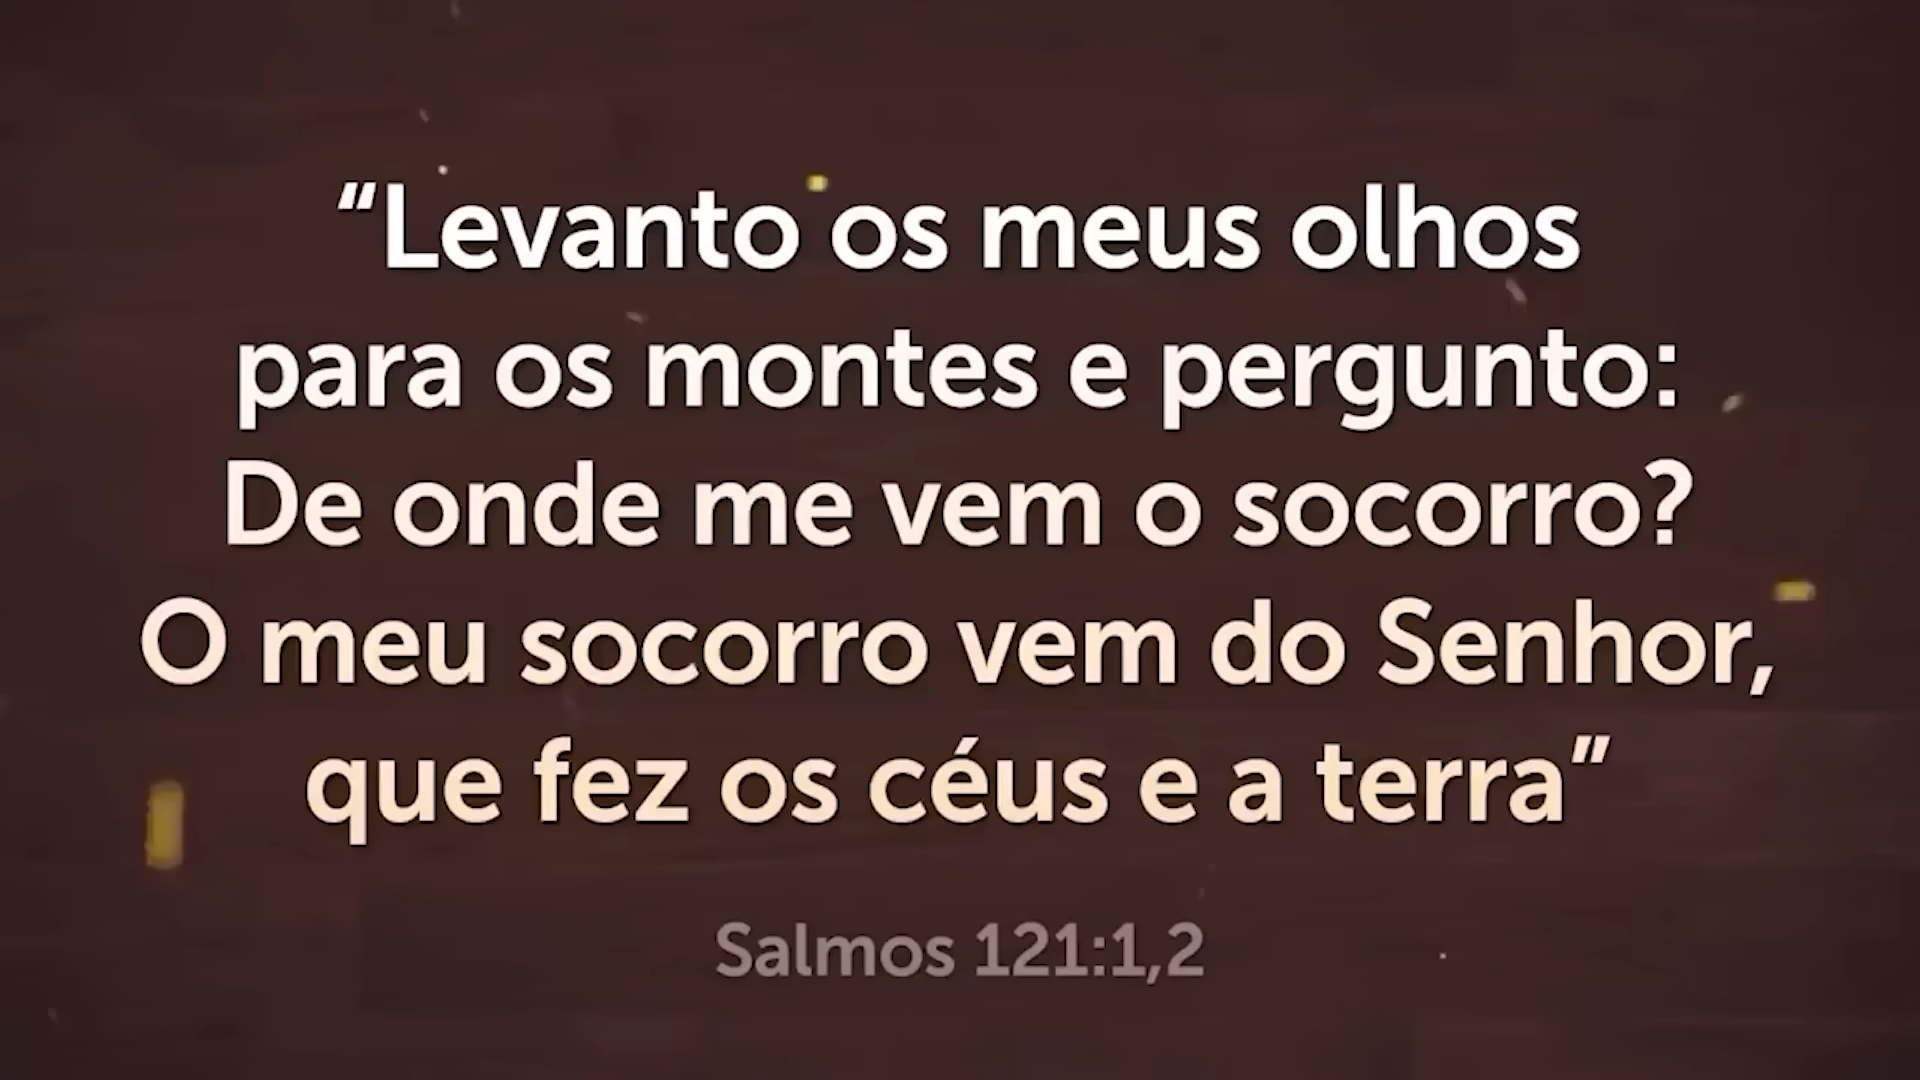 “Levanto os meus olhos
para os montes e pergunto:
De onde me vem o socorro?
O meu socorro vem do Senhor,
que fez os céus e a terra”
Salmos 121:1,2